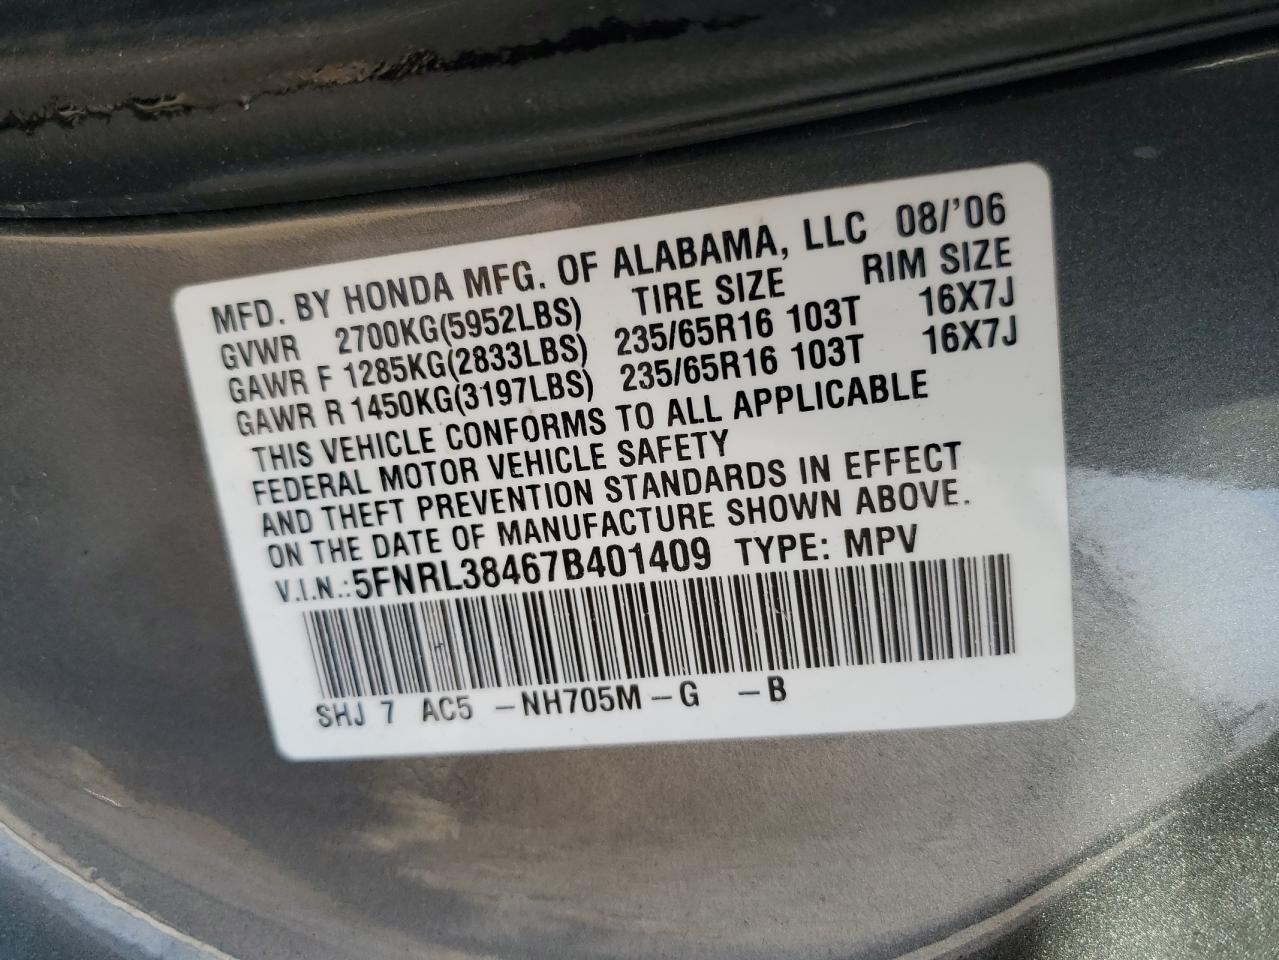 MFD. BY HONDA MFG. OF ALABAMA, LLC 08/'06
GVWR 2700KG(5952LBS) TIRE SIZE RIM SIZE
GAWR F 1285KG(2833LBS) 235/65R16 103T 16X7J
GAWR R 1450KG(3197LBS) 235/65R16 103T 16X7J
THIS VEHICLE CONFORMS TO ALL APPLICABLE
FEDERAL MOTOR VEHICLE SAFETY
AND THEFT PREVENTION STANDARDS IN EFFECT
ON THE DATE OF MANUFACTURE SHOWN ABOVE.
V.I.N.: 5FNRL38467B401409 TYPE: MPV
SHJ 7 AC5 -NH705M-G -B